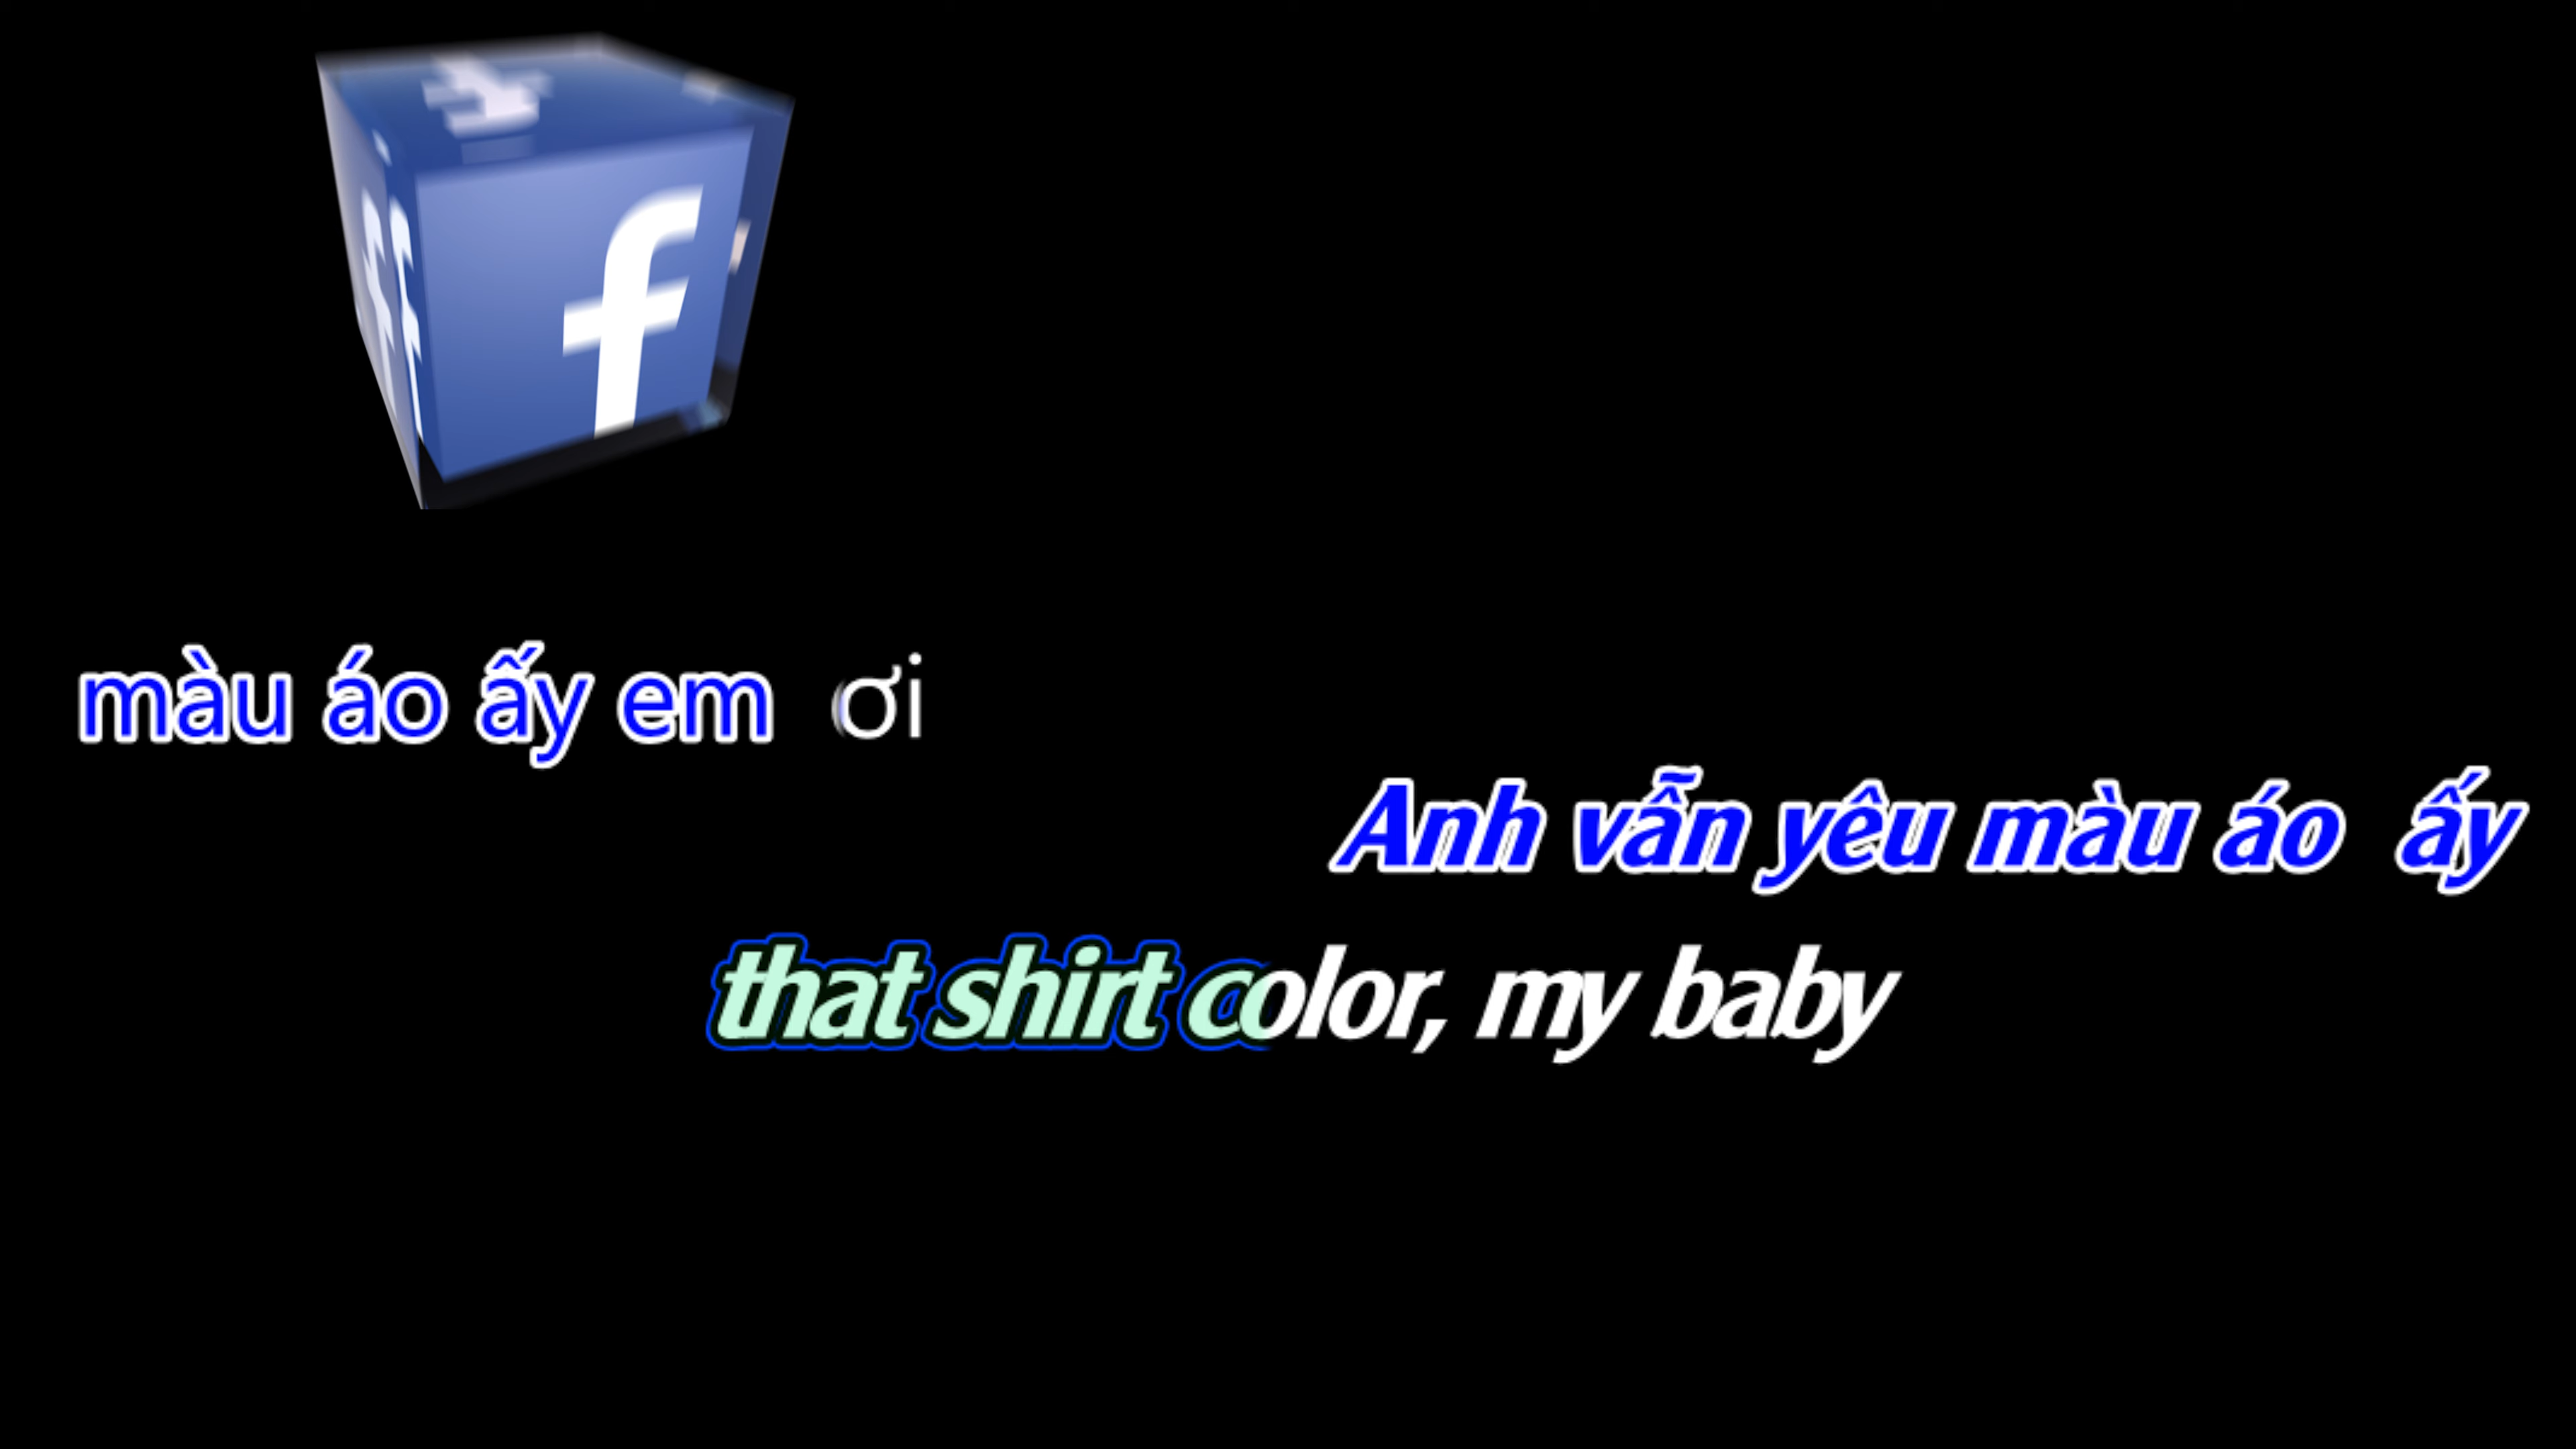 f
màu áo ấy em ơi
Anh vẫn yêu màu áo ấy
that shirt color, my baby